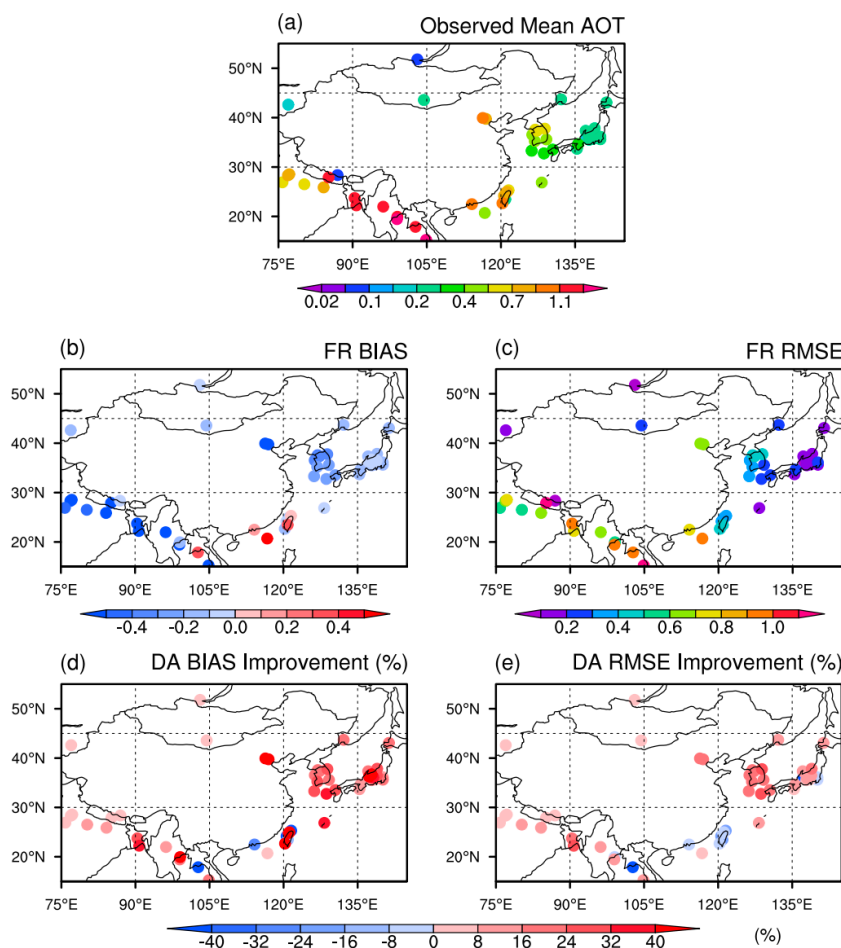 (a) Observed Mean AOT
50°N
40°N
30°N
20°N
75°E 90°E 105°E 120°E 135°E
0.02 0.1 0.2 0.4 0.7 1.1
(b) FR BIAS (c) FR RMSE
50°N 50°N
40°N 40°N
30°N 30°N
20°N 20°N
75°E 90°E 105°E 120°E 135°E 75°E 90°E 105°E 120°E 135°E
-0.4 -0.2 0.0 0.2 0.4 0.2 0.4 0.6 0.8 1.0
(d) DA BIAS Improvement (%) (e) DA RMSE Improvement (%)
50°N 50°N
40°N 40°N
30°N 30°N
20°N 20°N
75°E 90°E 105°E 120°E 135°E 75°E 90°E 105°E 120°E 135°E
-40 -32 -24 -16 -8 0 8 16 24 32 40 (%)